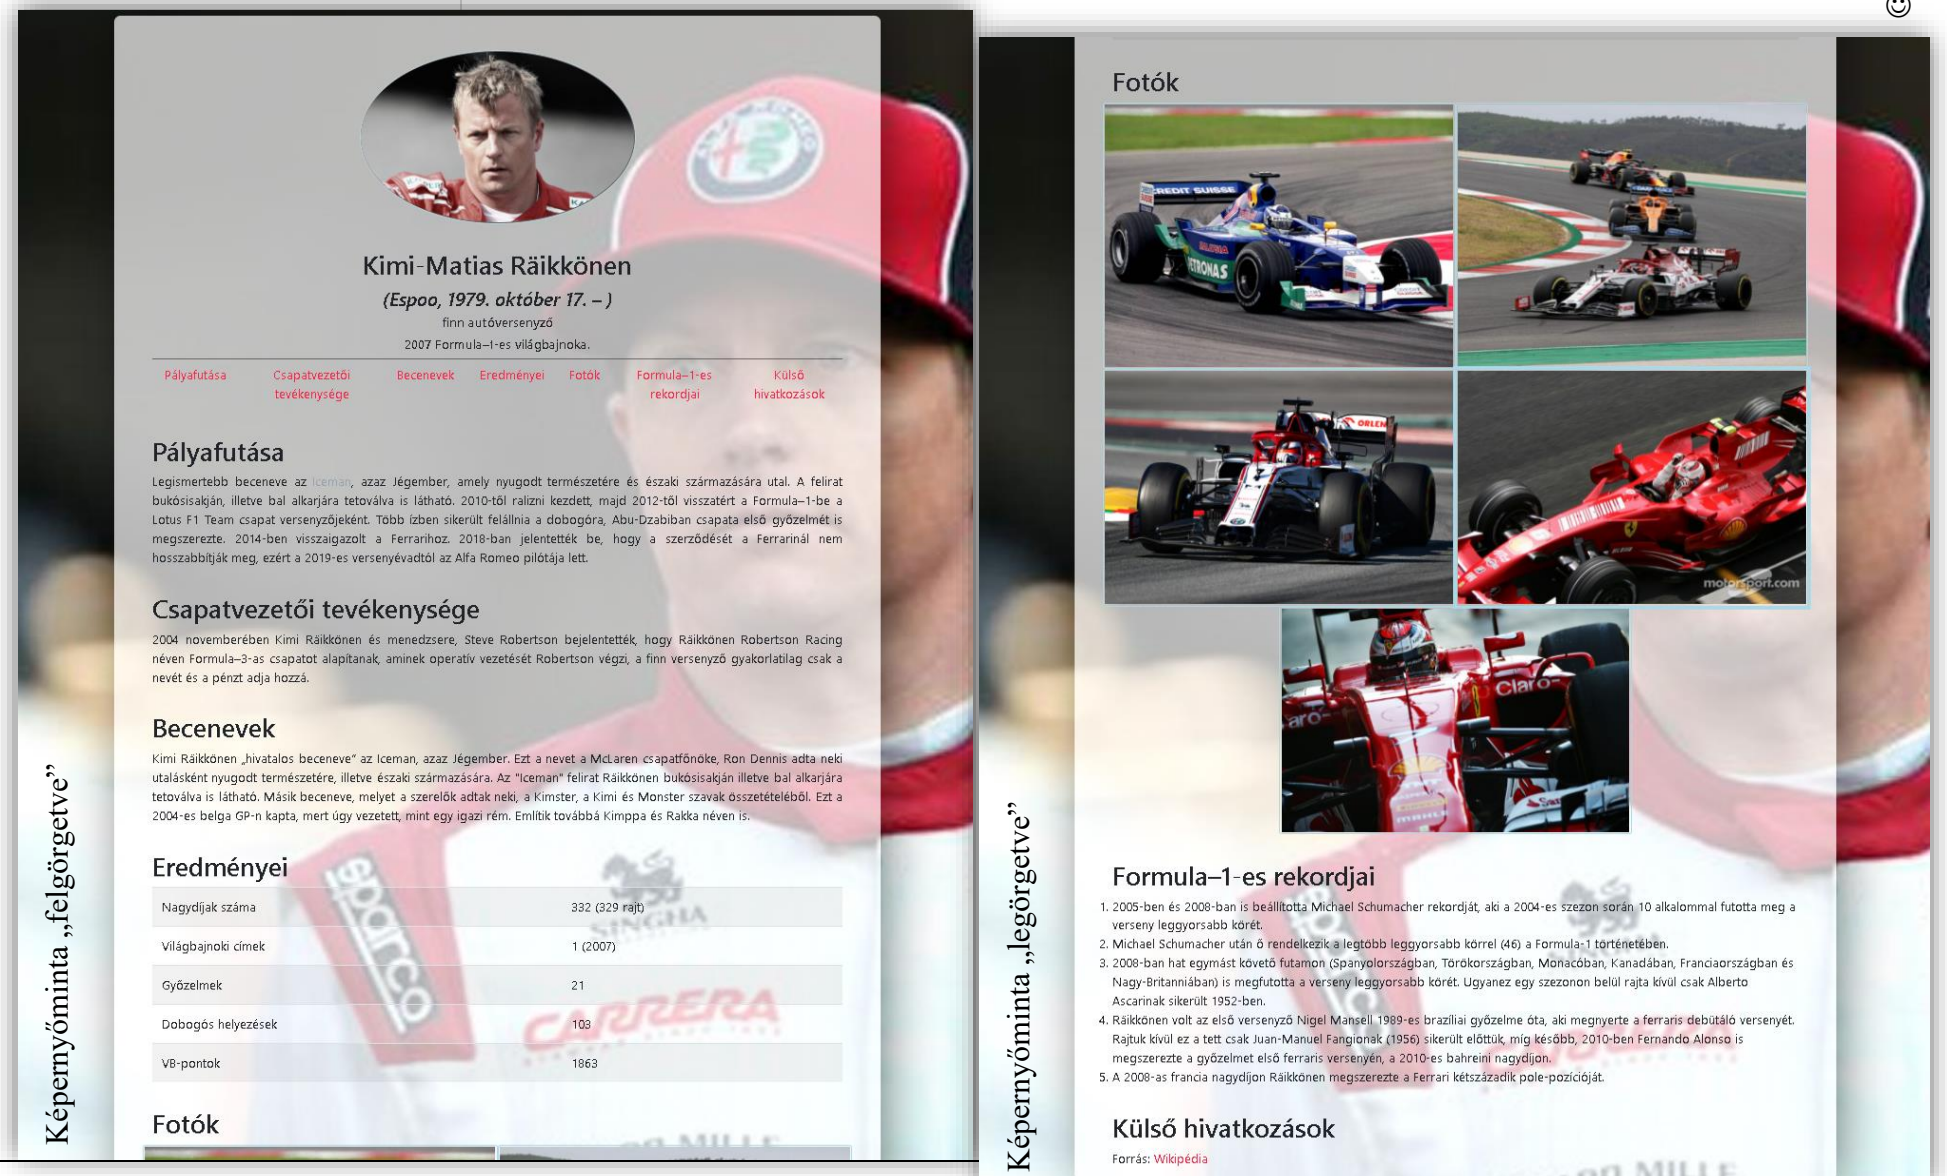 ☺
Képernyőminta „felgörgetve”
Kimi-Matias Räikkönen
(Espoo, 1979. október 17. – )
finn autóversenyző
2007 Formula–1-es világbajnoka.
Pályafutása
Csapatvezetői
tevékenysége
Becenevek
Eredményei
Fotók
Formula–1-es
rekordjai
Külső
hivatkozások
Pályafutása
Legismertebb beceneve az Iceman, azaz Jégember, amely nyugodt természetére és északi származására utal. A felirat
bukósisakján, illetve bal alkarjára tetoválva is látható. 2010-től ralizni kezdett, majd 2012-től visszatért a Formula–1-be a
Lotus F1 Team csapat versenyzőjeként. Több ízben sikerült felállnia a dobogóra, Abu-Dzabiban csapata első győzelmét is
megszerezte. 2014-ben visszaigazolt a Ferrarihoz. 2018-ban jelentették be, hogy a szerződését a Ferrarinál nem
hosszabbítják meg, ezért a 2019-es versenyévadtól az Alfa Romeo pilótája lett.
Csapatvezetői tevékenysége
2004 novemberében Kimi Räikkönen és menedzsere, Steve Robertson bejelentették, hogy Räikkönen Robertson Racing
néven Formula–3-as csapatot alapítanak, aminek operatív vezetését Robertson végzi, a finn versenyző gyakorlatilag csak a
nevét és a pénzt adja hozzá.
Becenevek
Kimi Räikkönen „hivatalos beceneve” az Iceman, azaz Jégember. Ezt a nevet a McLaren csapatfőnöke, Ron Dennis adta neki
utalásként nyugodt természetére, illetve északi származására. Az "Iceman" felirat Räikkönen bukósisakján illetve bal alkarjára
tetoválva is látható. Másik beceneve, melyet a szerelők adtak neki, a Kimster, a Kimi és Monster szavak összetételéből. Ezt a
2004-es belga GP-n kapta, mert úgy vezetett, mint egy igazi rém. Említik továbbá Kimppa és Rakka néven is.
Eredményei
Nagydíjak száma 332 (329 rajt)
Világbajnoki címek 1 (2007)
Győzelmek 21
Dobogós helyezések 103
VB-pontok 1863
Fotók
sparco
SINGHA
CARRERA
Képernyőminta „legörgetve”
Fotók
CREDIT SUISSE
PETRONAS
ORLEN
motorsport.com
Claro-
MAHLE
Formula–1-es rekordjai
1. 2005-ben és 2008-ban is beállította Michael Schumacher rekordját, aki a 2004-es szezon során 10 alkalommal futotta meg a
verseny leggyorsabb körét.
2. Michael Schumacher után ő rendelkezik a legtöbb leggyorsabb körrel (46) a Formula-1 történetében.
3. 2008-ban hat egymást követő futamon (Spanyolországban, Törökországban, Monacóban, Kanadában, Franciaországban és
Nagy-Britanniában) is megfutotta a verseny leggyorsabb körét. Ugyanez egy szezonon belül rajta kívül csak Alberto
Ascarinak sikerült 1952-ben.
4. Räikkönen volt az első versenyző Nigel Mansell 1989-es brazíliai győzelme óta, aki megnyerte a ferraris debütáló versenyét.
Rajtuk kívül ez a tett csak Juan-Manuel Fangionak (1956) sikerült előttük, míg később, 2010-ben Fernando Alonso is
megszerezte a győzelmet első ferraris versenyén, a 2010-es bahreini nagydíjon.
5. A 2008-as francia nagydíjon Räikkönen megszerezte a Ferrari kétszázadik pole-pozícióját.
Külső hivatkozások
Forrás: Wikipédia